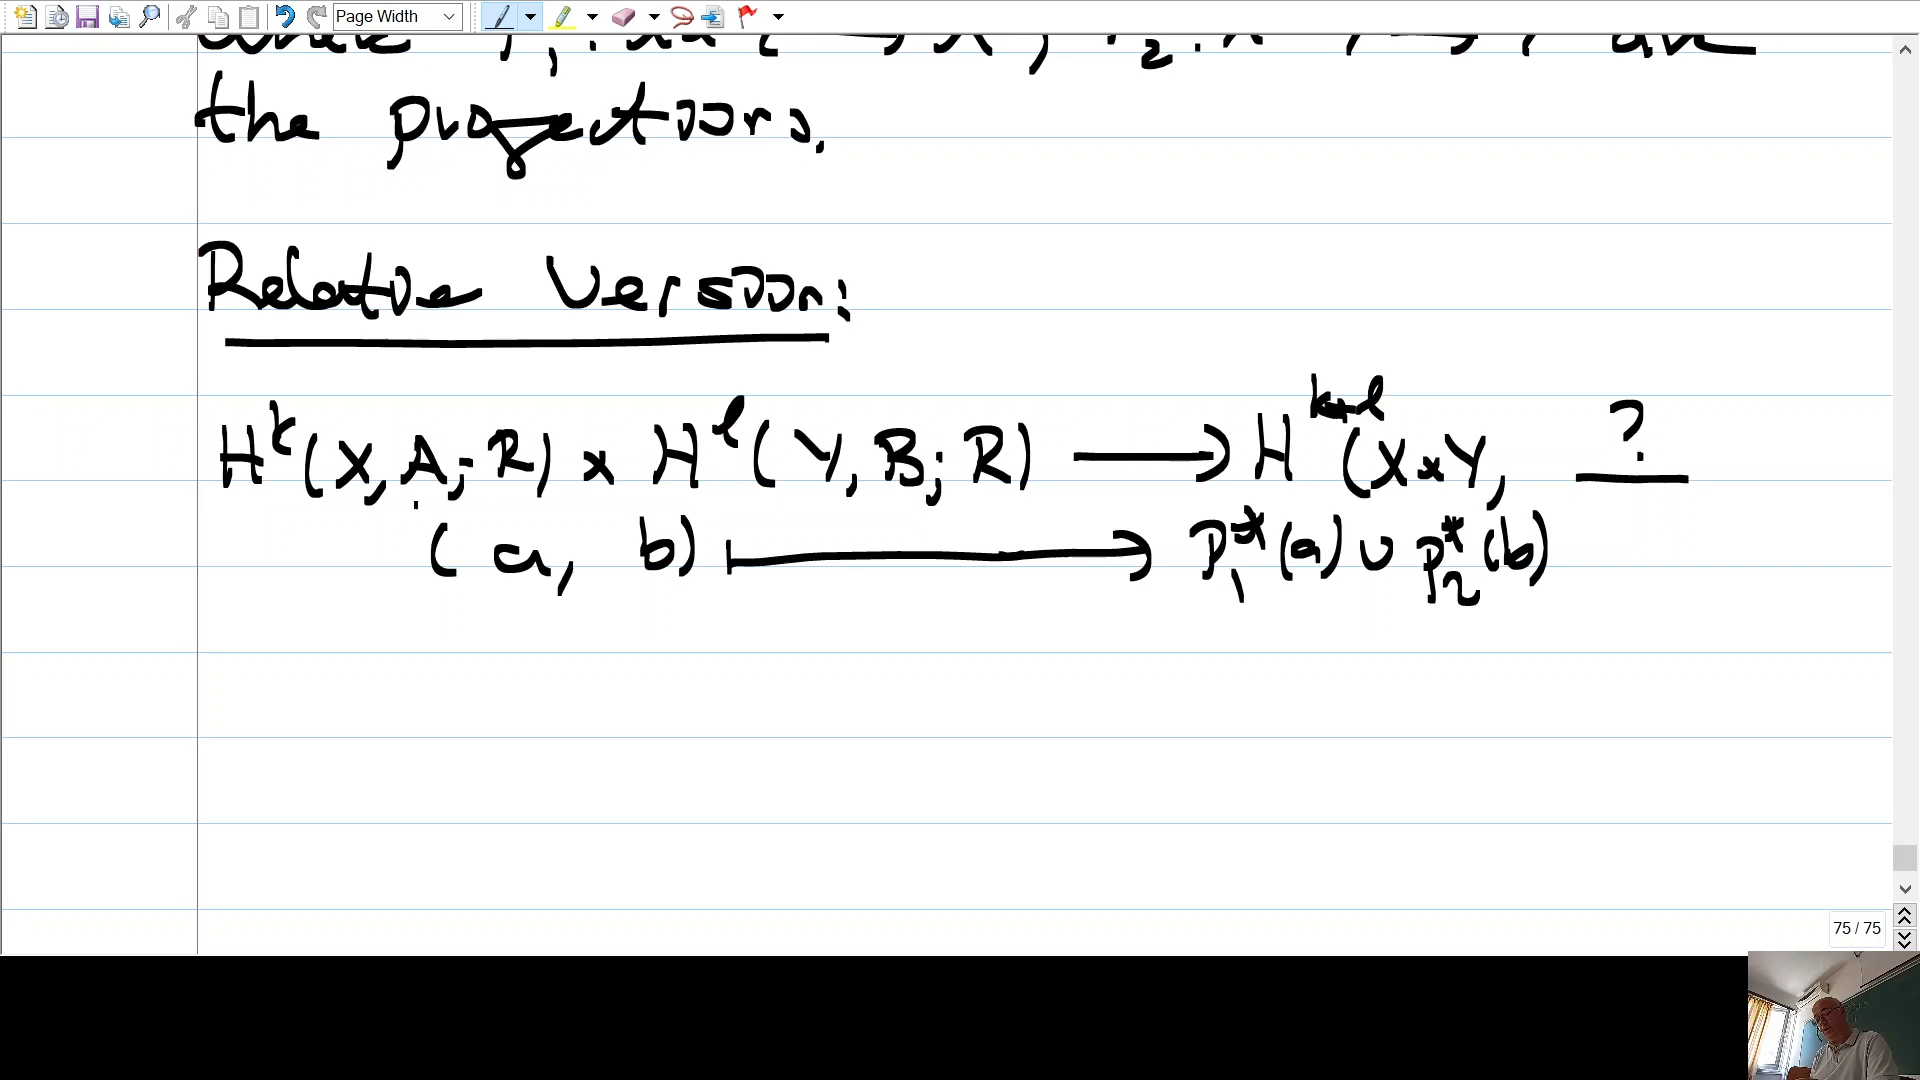 Page Width
the projections.
Relative Version:
H^k(X, A; R) × H^l(Y, B; R) ⟶ H^{k+l}(X×Y, ?
(a, b) ⟼ p_1^*(a) ∪ p_2^*(b)
75 / 75